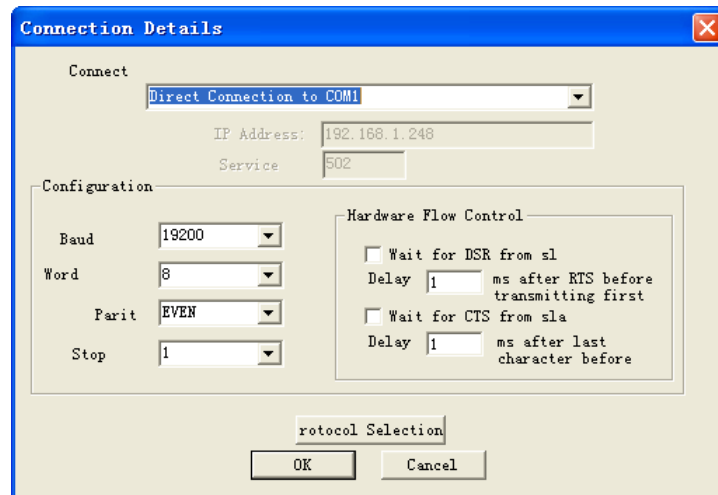 Connection Details
Connect
Direct Connection to COM1
IP Address: 192.168.1.248
Service 502
Configuration
Baud 19200
Word 8
Parit EVEN
Stop 1
Hardware Flow Control
Wait for DSR from sl
Delay 1 ms after RTS before
transmitting first
Wait for CTS from sla
Delay 1 ms after last
character before
rotocol Selection
OK Cancel